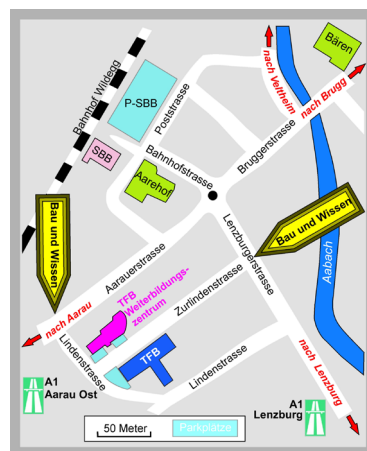 Bären
nach Veltheim
nach Brugg
Bahnhof Wildegg
P-SBB
Poststrasse
Bruggerstrasse
SBB
Bahnhofstrasse
Aarehof
Bau und Wissen
Bau und Wissen
Lenzburgerstrasse
Aabach
Aarauerstrasse
TFB
Weiterbildungs-
zentrum
Zurlindenstrasse
nach Aarau
Lindenstrasse
TFB
Lindenstrasse
nach Lenzburg
A1
Aarau Ost
A1
Lenzburg
50 Meter
Parkplätze